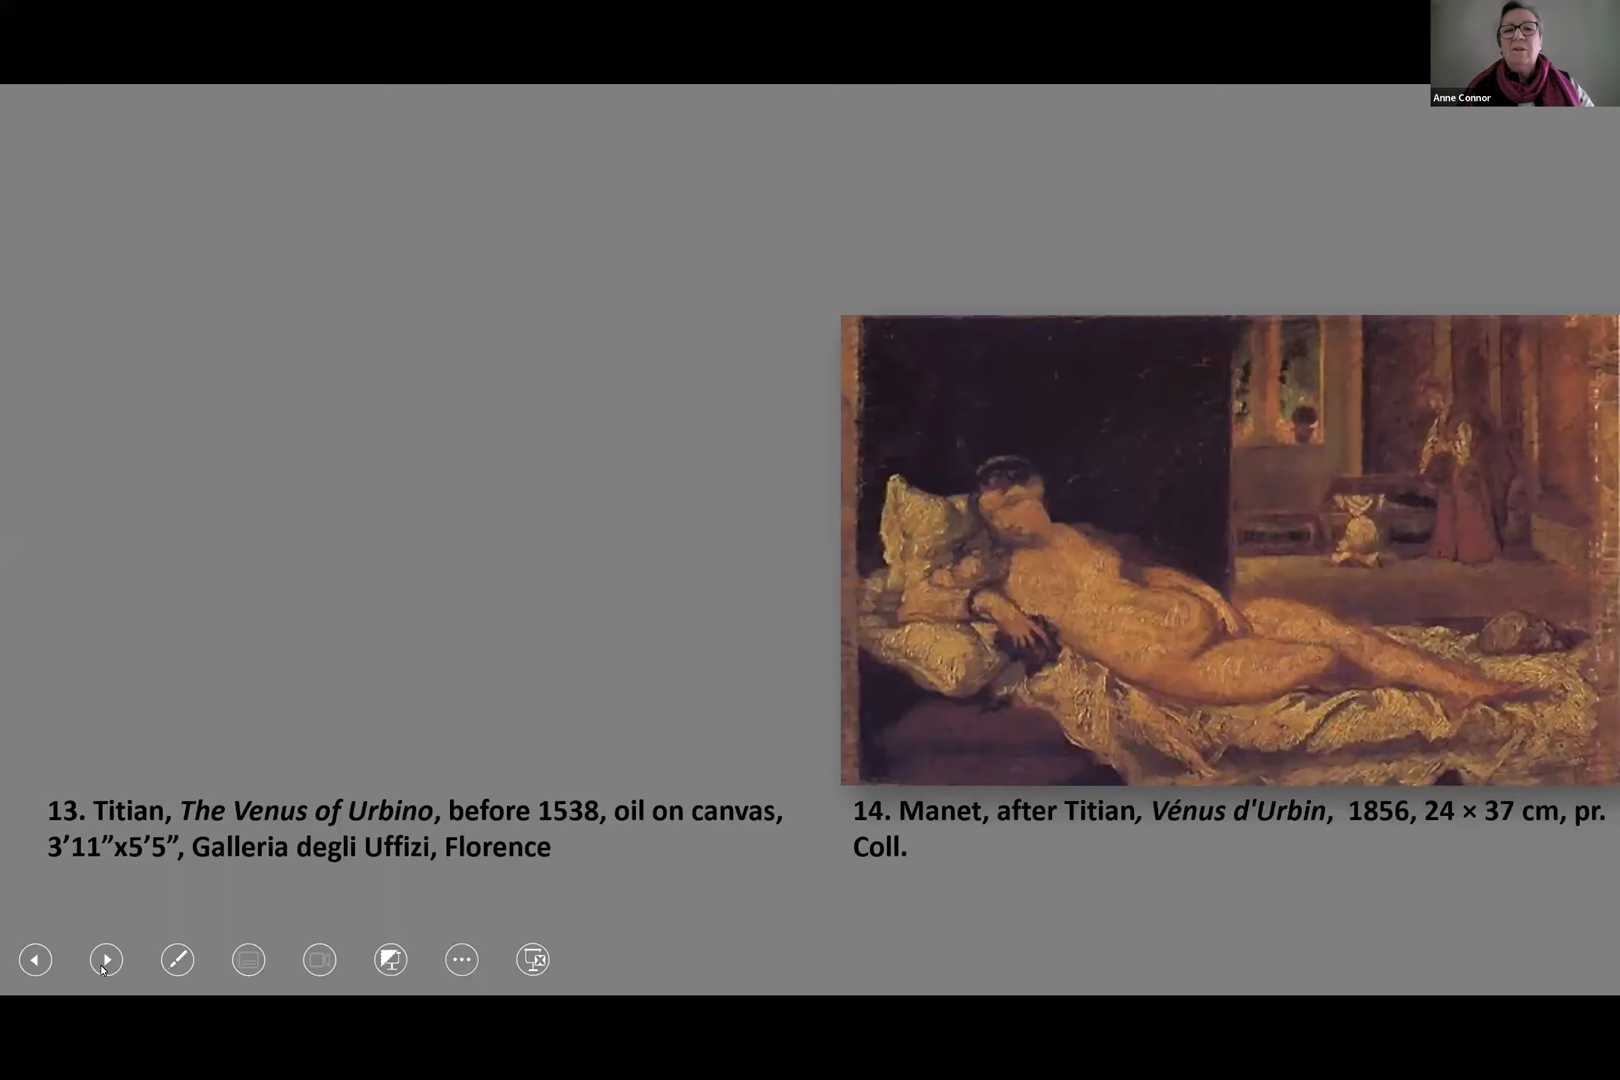 Anne Connor
13. Titian, The Venus of Urbino, before 1538, oil on canvas,
3’11”x5’5”, Galleria degli Uffizi, Florence
14. Manet, after Titian, Vénus d'Urbin, 1856, 24 × 37 cm, pr.
Coll.